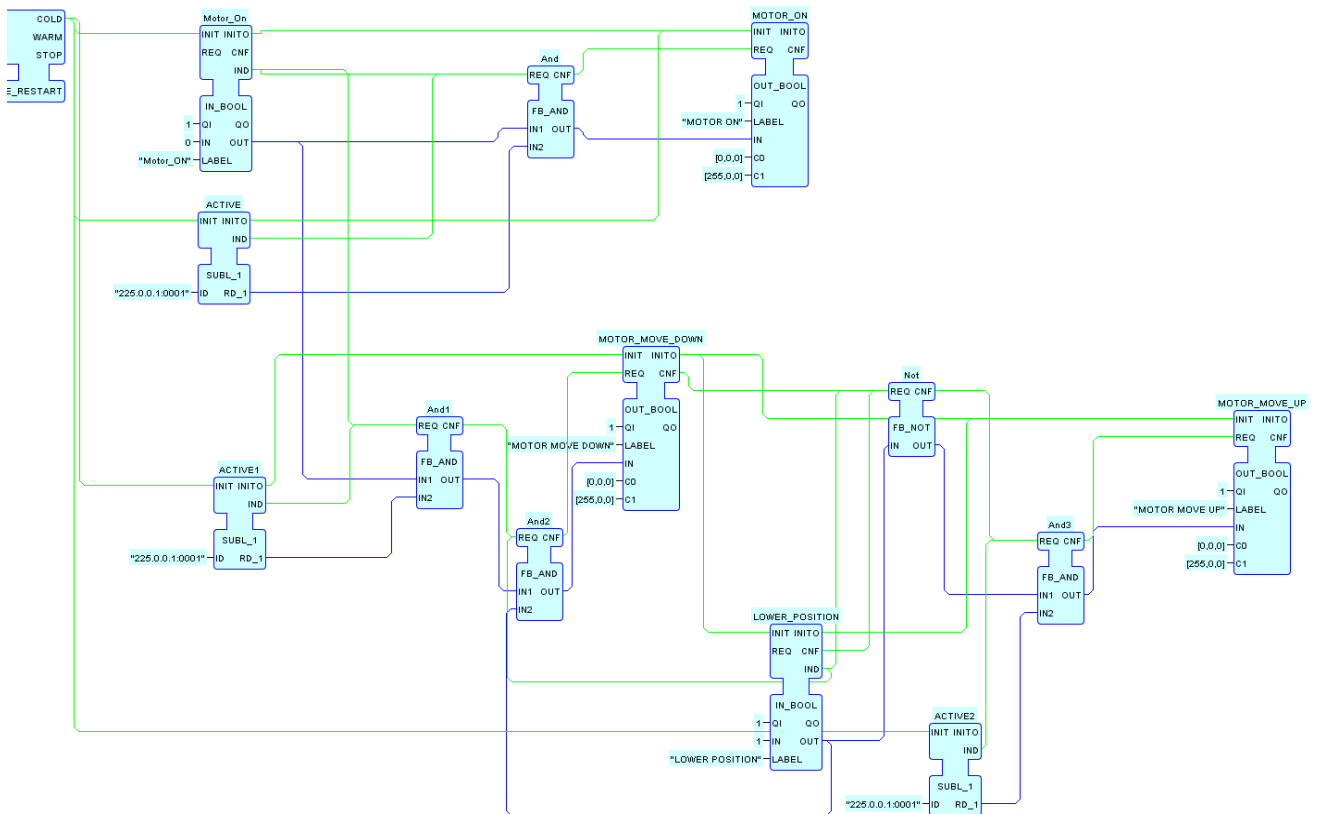 COLD
WARM
STOP
E_RESTART
Motor_On
INIT INITO
REQ CNF
IND
IN_BOOL
1 QI QO
0 IN OUT
"Motor_ON" LABEL
And
REQ CNF
FB_AND
IN1 OUT
IN2
MOTOR_ON
INIT INITO
REQ CNF
OUT_BOOL
1 QI QO
"MOTOR ON" LABEL
IN
[0,0,0] C0
[255,0,0] C1
ACTIVE
INIT INITO
IND
SUBL_1
"225.0.0.1:0001" ID RD_1
MOTOR_MOVE_DOWN
INIT INITO
REQ CNF
OUT_BOOL
1 QI QO
"MOTOR MOVE DOWN" LABEL
IN
[0,0,0] C0
[255,0,0] C1
Not
REQ CNF
FB_NOT
IN OUT
MOTOR_MOVE_UP
INIT INITO
REQ CNF
OUT_BOOL
1 QI QO
"MOTOR MOVE UP" LABEL
IN
[0,0,0] C0
[255,0,0] C1
And1
REQ CNF
FB_AND
IN1 OUT
IN2
ACTIVE1
INIT INITO
IND
SUBL_1
"225.0.0.1:0001" ID RD_1
And2
REQ CNF
FB_AND
IN1 OUT
IN2
And3
REQ CNF
FB_AND
IN1 OUT
IN2
LOWER_POSITION
INIT INITO
REQ CNF
IND
IN_BOOL
1 QI QO
1 IN OUT
"LOWER POSITION" LABEL
ACTIVE2
INIT INITO
IND
SUBL_1
"225.0.0.1:0001" ID RD_1